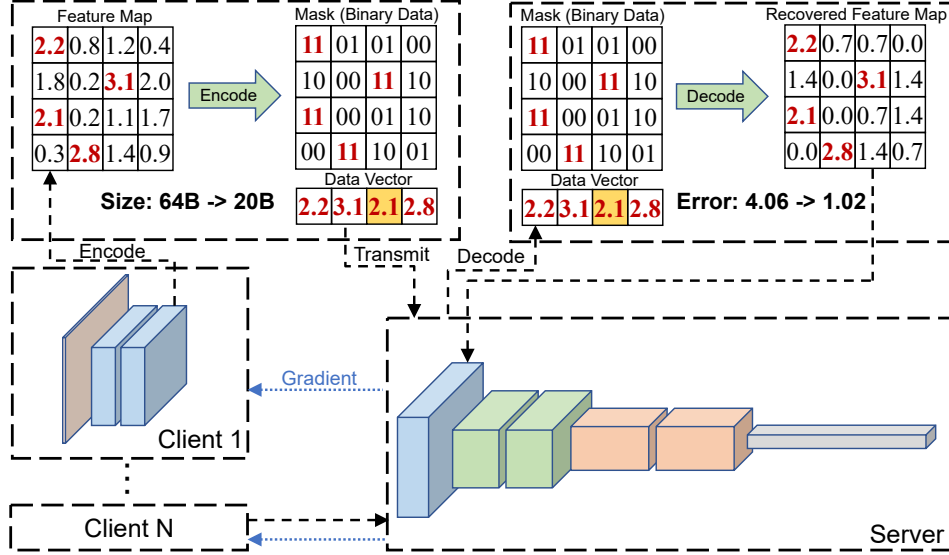 Feature Map
2.2 0.8 1.2 0.4
1.8 0.2 3.1 2.0
2.1 0.2 1.1 1.7
0.3 2.8 1.4 0.9
Encode
Mask (Binary Data)
11 01 01 00
10 00 11 10
11 00 01 10
00 11 10 01
Data Vector
2.2 3.1 2.1 2.8
Size: 64B -> 20B
Mask (Binary Data)
11 01 01 00
10 00 11 10
11 00 01 10
00 11 10 01
Data Vector
2.2 3.1 2.1 2.8
Decode
Recovered Feature Map
2.2 0.7 0.7 0.0
1.4 0.0 3.1 1.4
2.1 0.0 0.7 1.4
0.0 2.8 1.4 0.7
Error: 4.06 -> 1.02
Encode
Transmit
Decode
Gradient
Client 1
Client N
Server